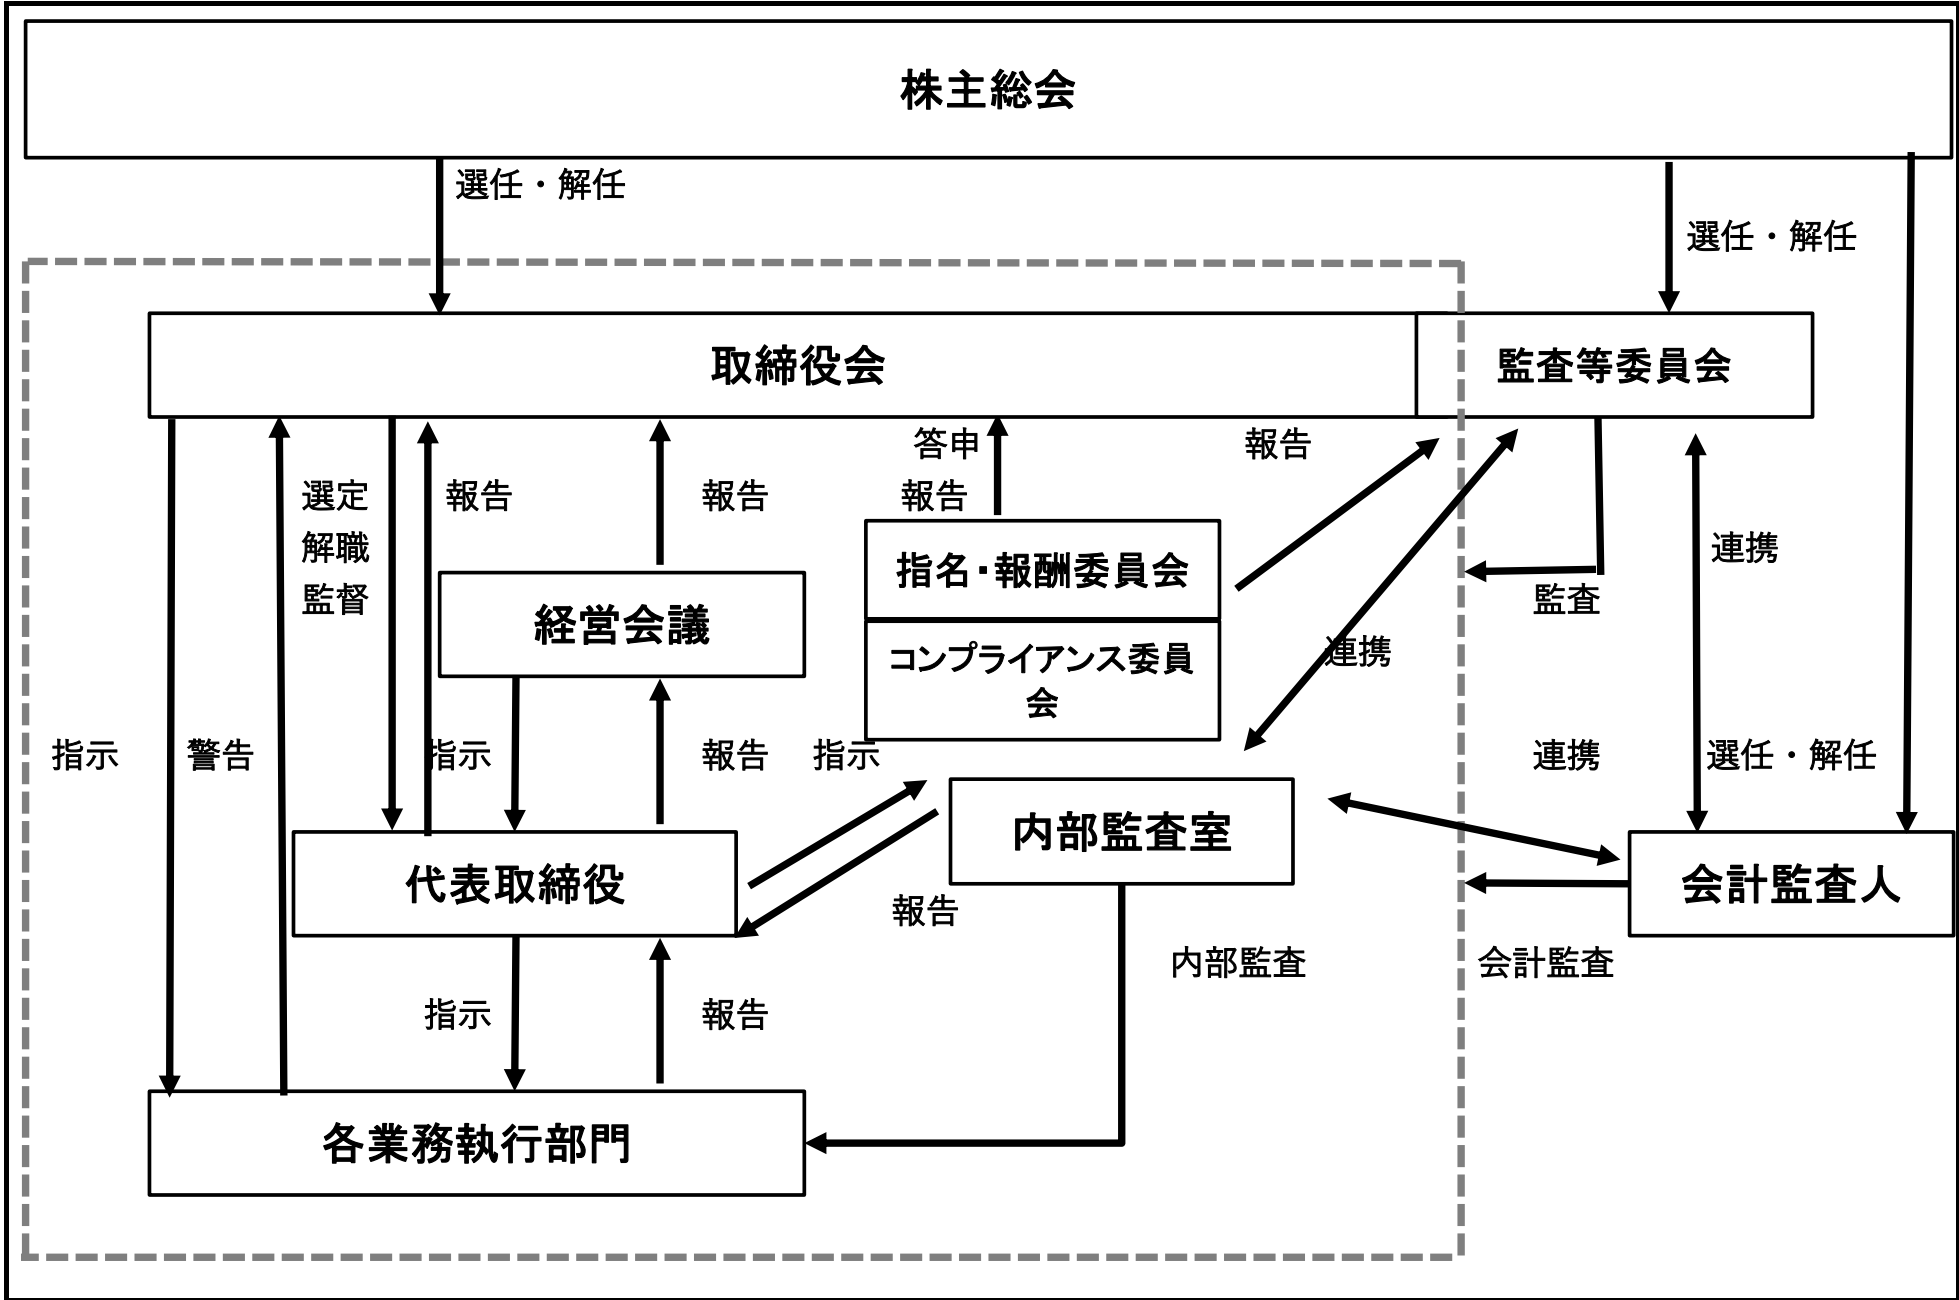 株主総会
選任・解任
選任・解任
取締役会
監査等委員会
答申
報告
選定
報告
報告
報告
解職
連携
指名・報酬委員会
監査
監督
経営会議
連携
コンプライアンス委員
会
指示
警告
指示
報告
指示
連携
選任・解任
内部監査室
代表取締役
会計監査人
報告
内部監査
会計監査
指示
報告
各業務執行部門